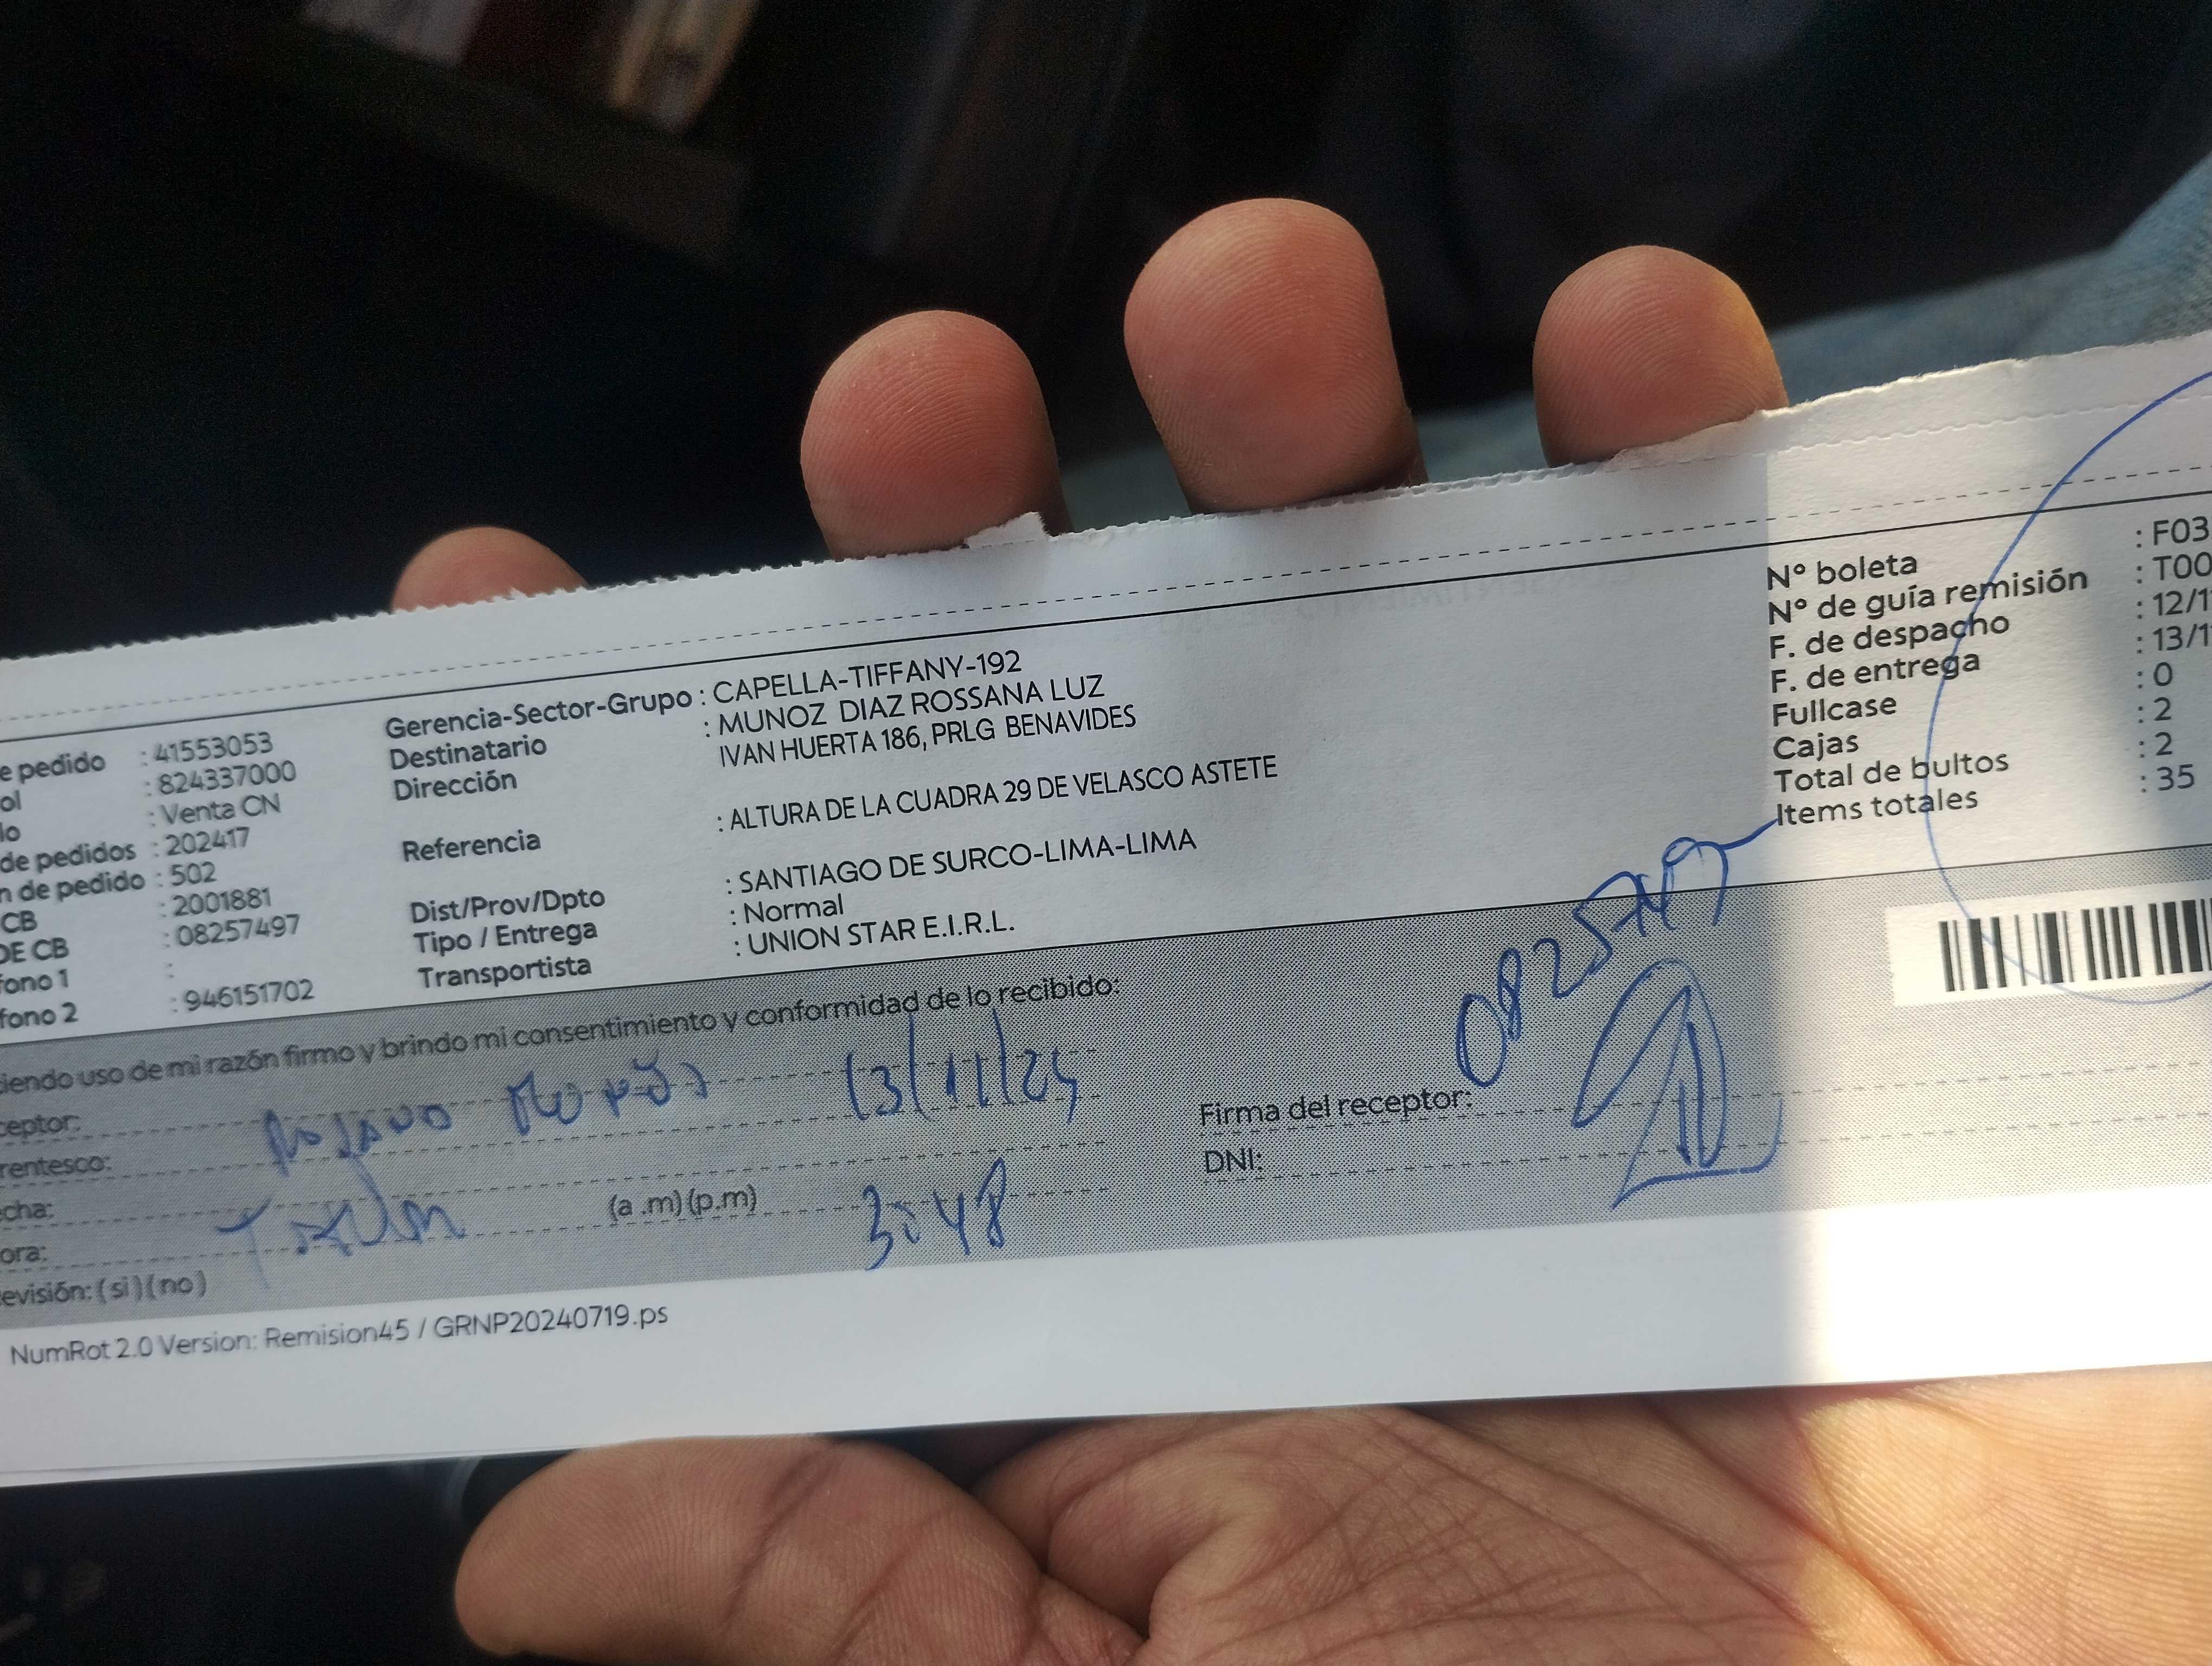 e pedido : 41553053
ol : 824337000
lo : Venta CN
de pedidos : 202417
n de pedido : 502
CB : 2001881
DE CB : 08257497
fono 1 :
fono 2 : 946151702
Gerencia-Sector-Grupo : CAPELLA-TIFFANY-192
Destinatario : MUNOZ DIAZ ROSSANA LUZ
Dirección IVAN HUERTA 186, PRLG BENAVIDES
Referencia : ALTURA DE LA CUADRA 29 DE VELASCO ASTETE
Dist/Prov/Dpto : SANTIAGO DE SURCO-LIMA-LIMA
Tipo / Entrega : Normal
Transportista : UNION STAR E.I.R.L.
N° boleta : F03
N° de guía remisión : T00
F. de despacho : 12/1
F. de entrega : 13/1
Fullcase : 0
Cajas : 2
Total de bultos : 2
Items totales : 35
iendo uso de mi razón firmo y brindo mi consentimiento y conformidad de lo recibido:
ceptor: 13/11/24
rentesco:
cha:
ora: (a .m) (p.m) 3:48
evisión: ( si ) ( no )
Firma del receptor:
DNI:
NumRot 2.0 Version: Remision45 / GRNP20240719.ps